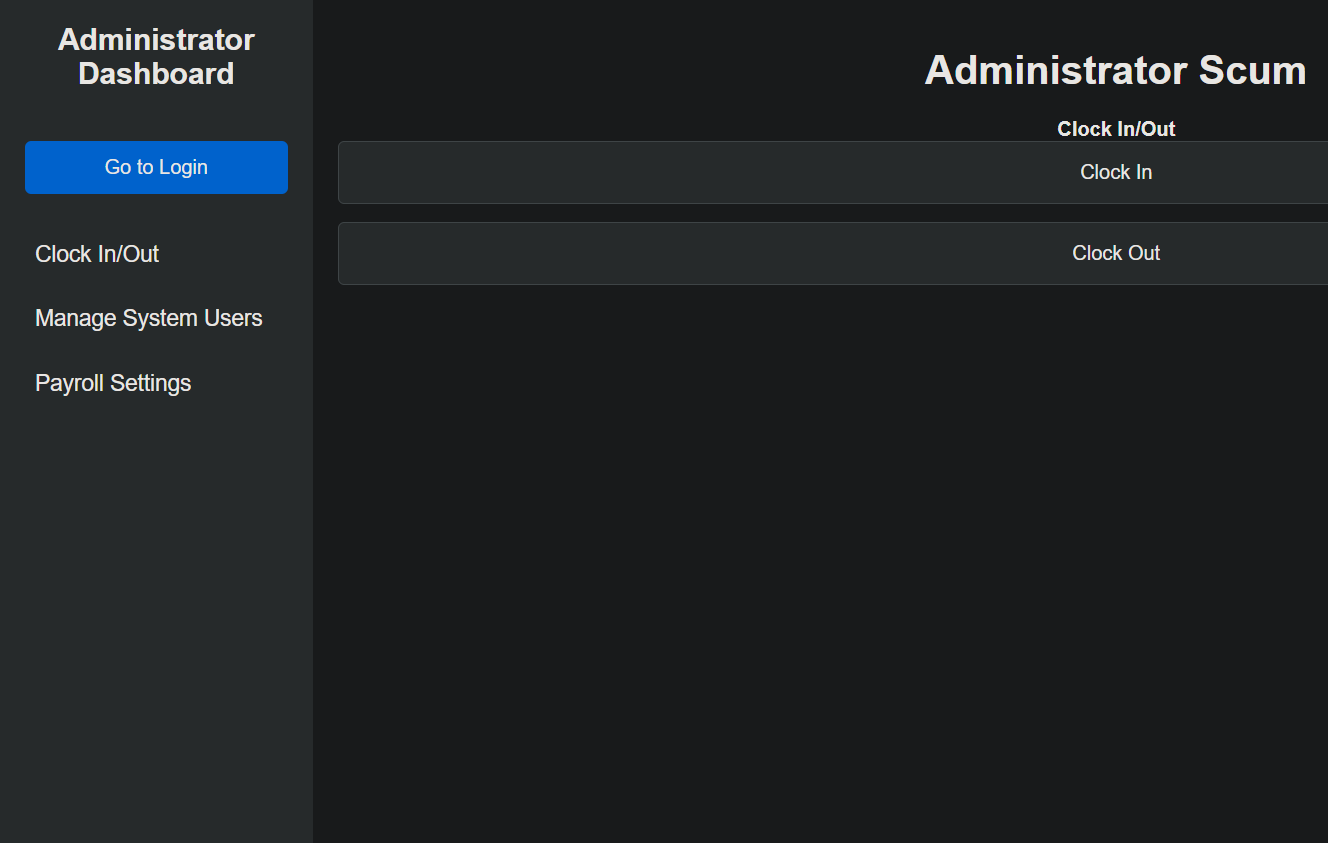 Administrator
Dashboard
Go to Login
Clock In/Out
Manage System Users
Payroll Settings
Administrator Scum
Clock In/Out
Clock In
Clock Out